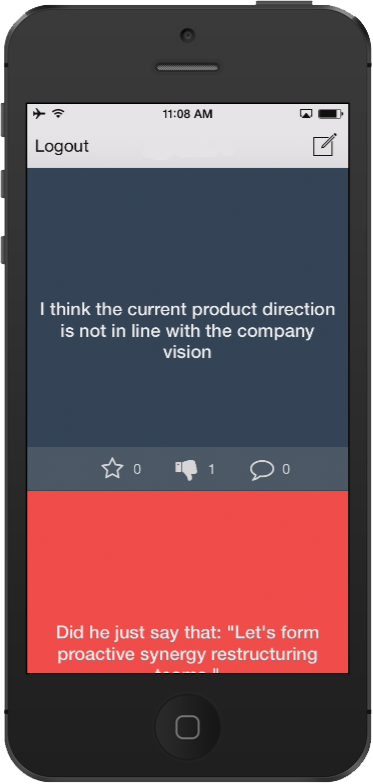 11:08 AM
Logout
I think the current product direction
is not in line with the company
vision
0 1 0
Did he just say that: "Let's form
proactive synergy restructuring
teams."